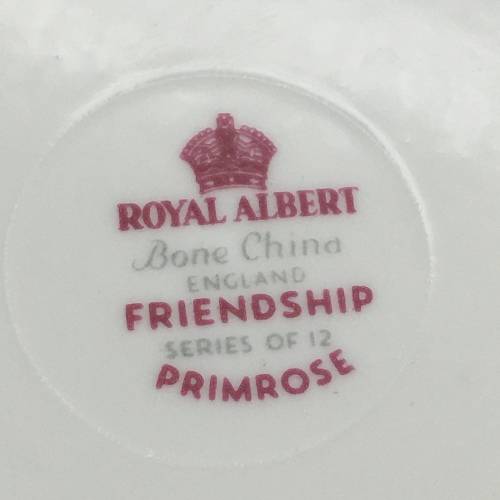 ROYAL ALBERT
Bone China
ENGLAND
FRIENDSHIP
SERIES OF 12
PRIMROSE